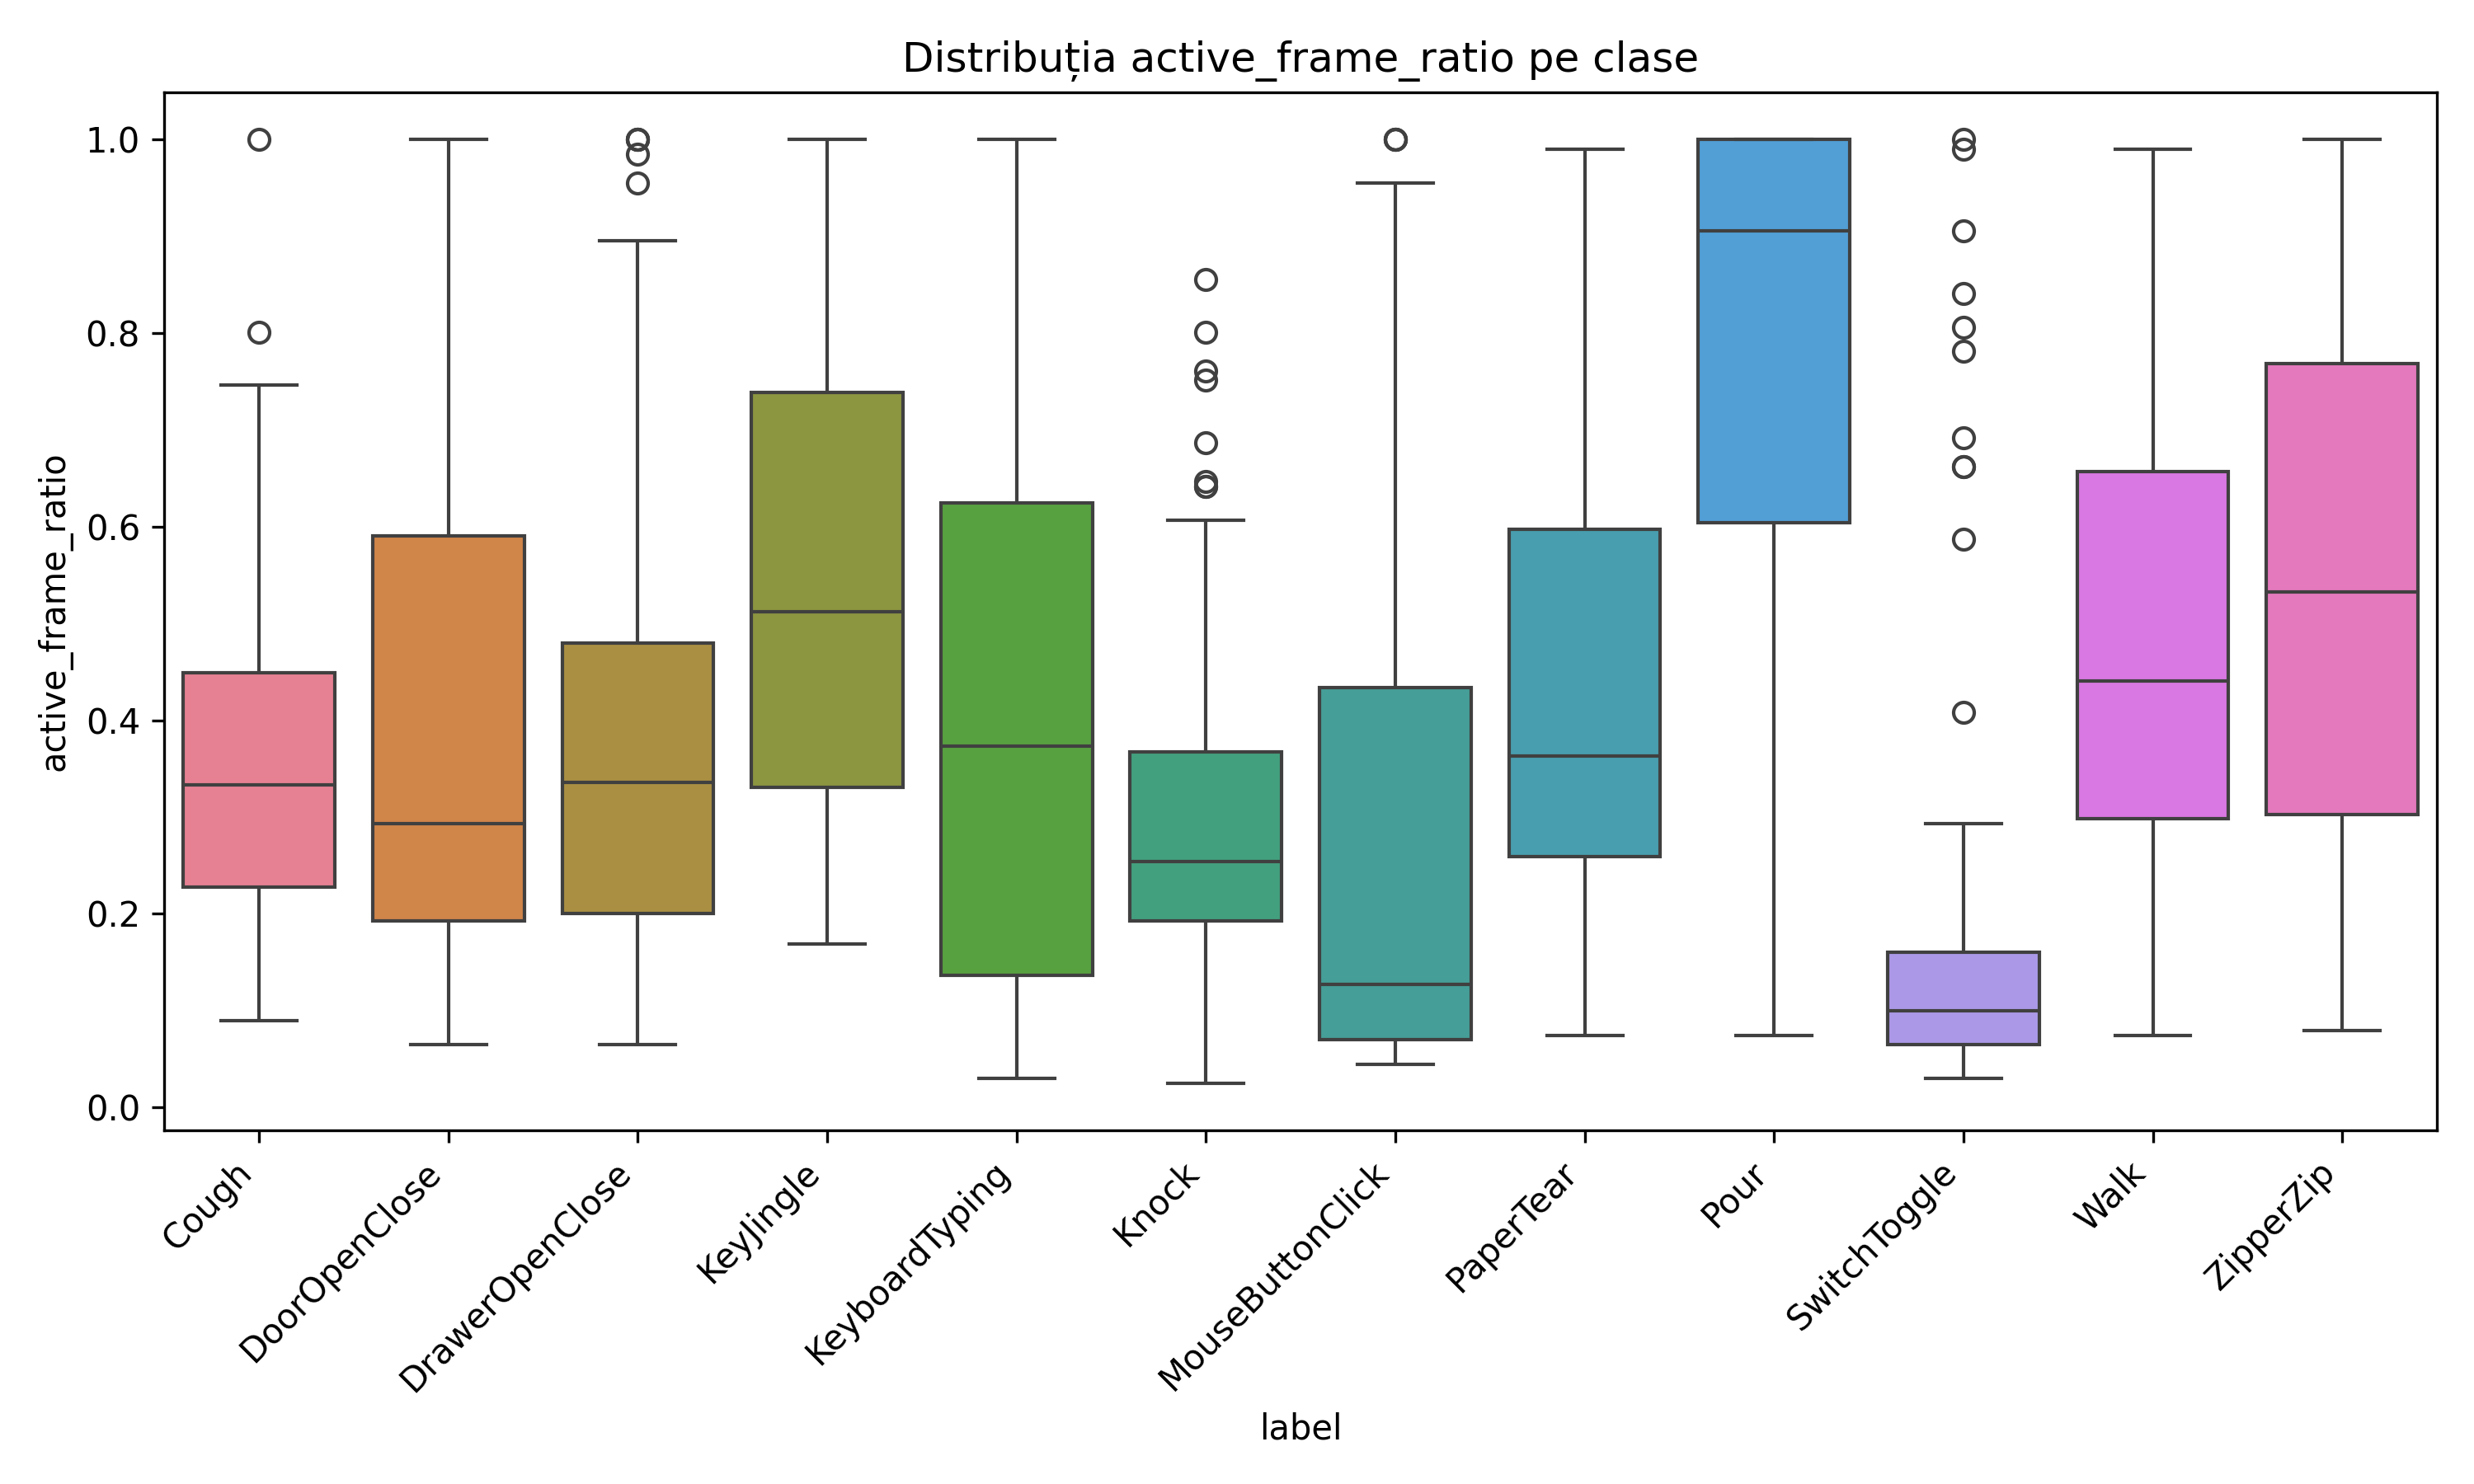 Distribuția active_frame_ratio pe clase
active_frame_ratio
1.0
0.8
0.6
0.4
0.2
0.0
Cough
DoorOpenClose
DrawerOpenClose
KeyJingle
KeyboardTyping
Knock
MouseButtonClick
PaperTear
Pour
SwitchToggle
Walk
ZipperZip
label